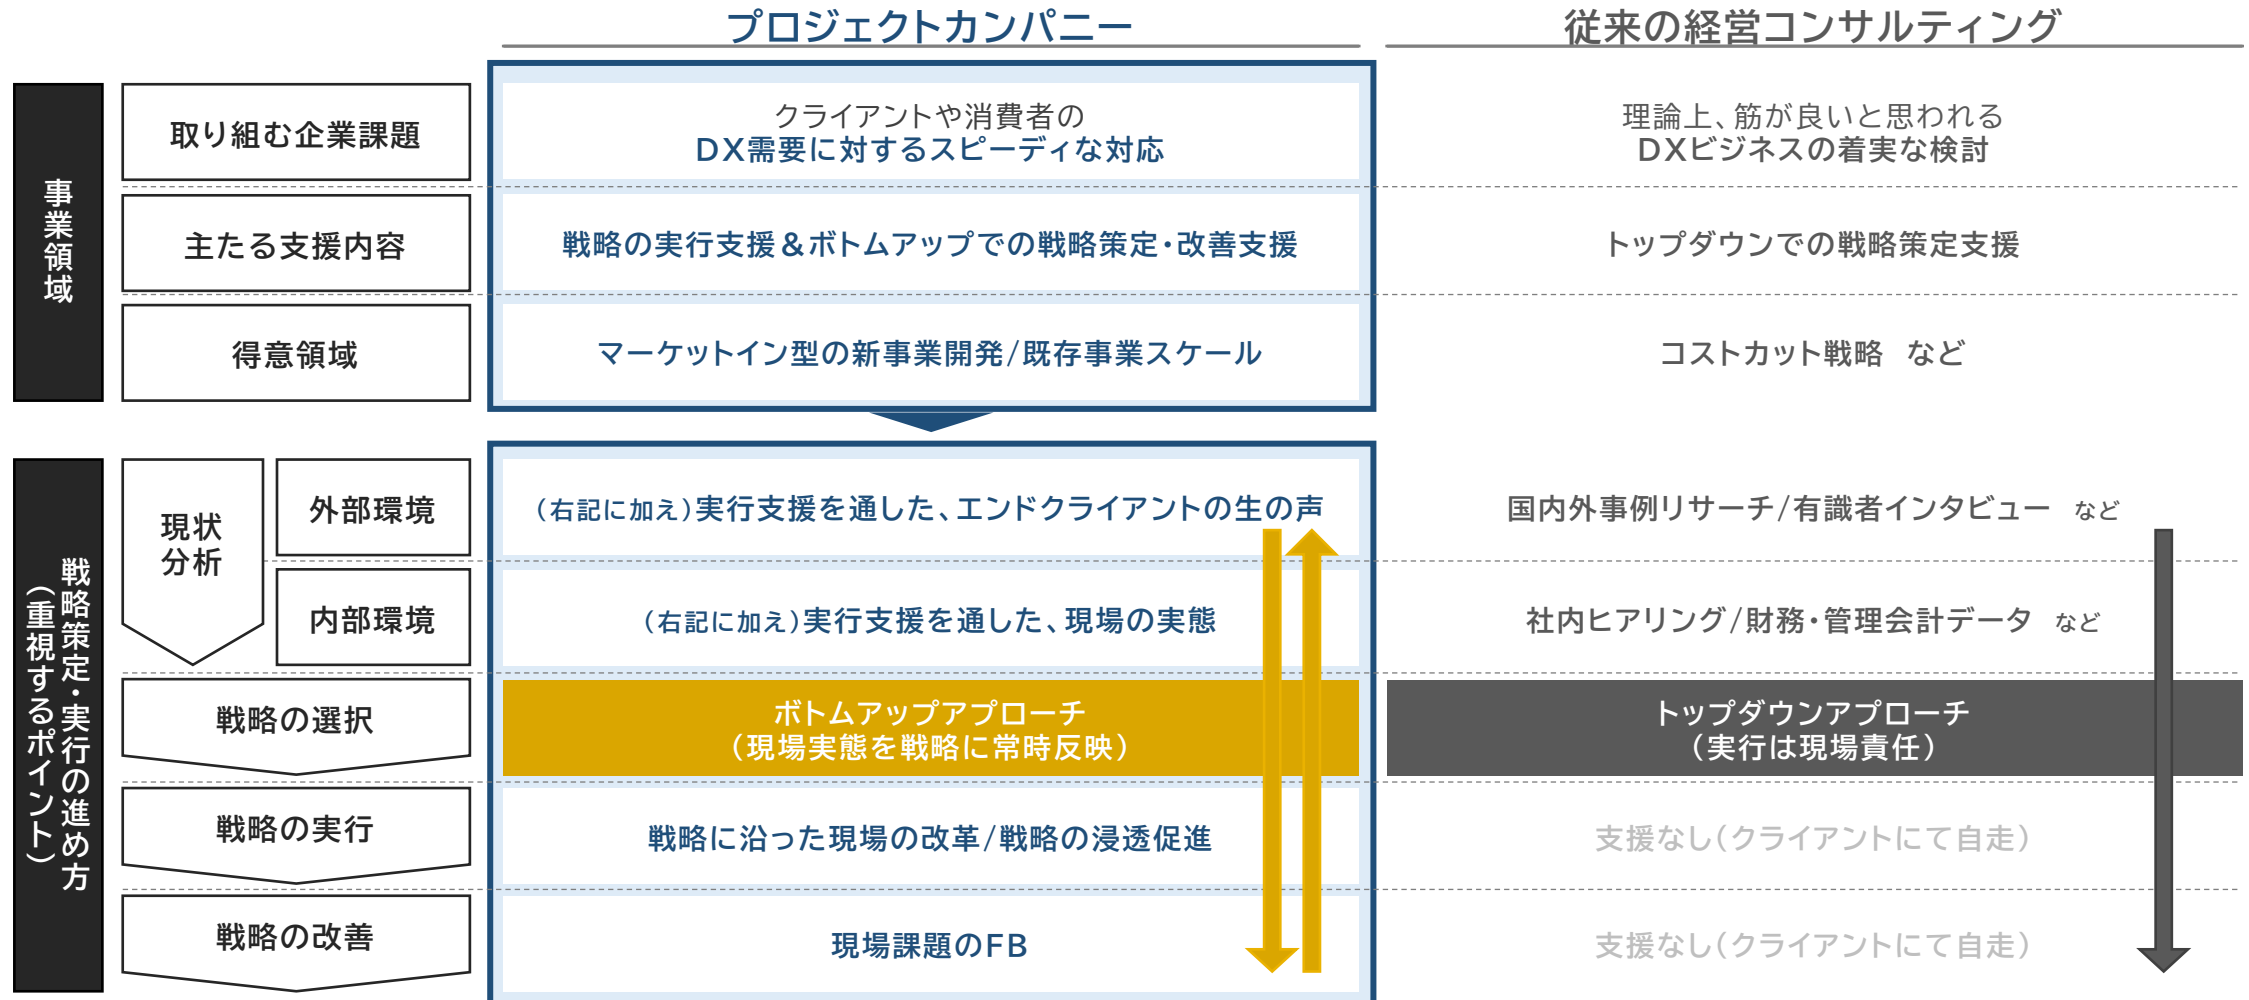 プロジェクトカンパニー
従来の経営コンサルティング
事業領域
取り組む企業課題
クライアントや消費者の
DX需要に対するスピーディな対応
理論上、筋が良いと思われる
DXビジネスの着実な検討
主たる支援内容
戦略の実行支援＆ボトムアップでの戦略策定・改善支援
トップダウンでの戦略策定支援
得意領域
マーケットイン型の新事業開発/既存事業スケール
コストカット戦略　など
戦略策定・実行の進め方
（重視するポイント）
現状
分析
外部環境
（右記に加え）実行支援を通した、エンドクライアントの生の声
国内外事例リサーチ/有識者インタビュー　など
内部環境
（右記に加え）実行支援を通した、現場の実態
社内ヒアリング/財務・管理会計データ　など
戦略の選択
ボトムアップアプローチ
（現場実態を戦略に常時反映）
トップダウンアプローチ
（実行は現場責任）
戦略の実行
戦略に沿った現場の改革/戦略の浸透促進
支援なし（クライアントにて自走）
戦略の改善
現場課題のFB
支援なし（クライアントにて自走）